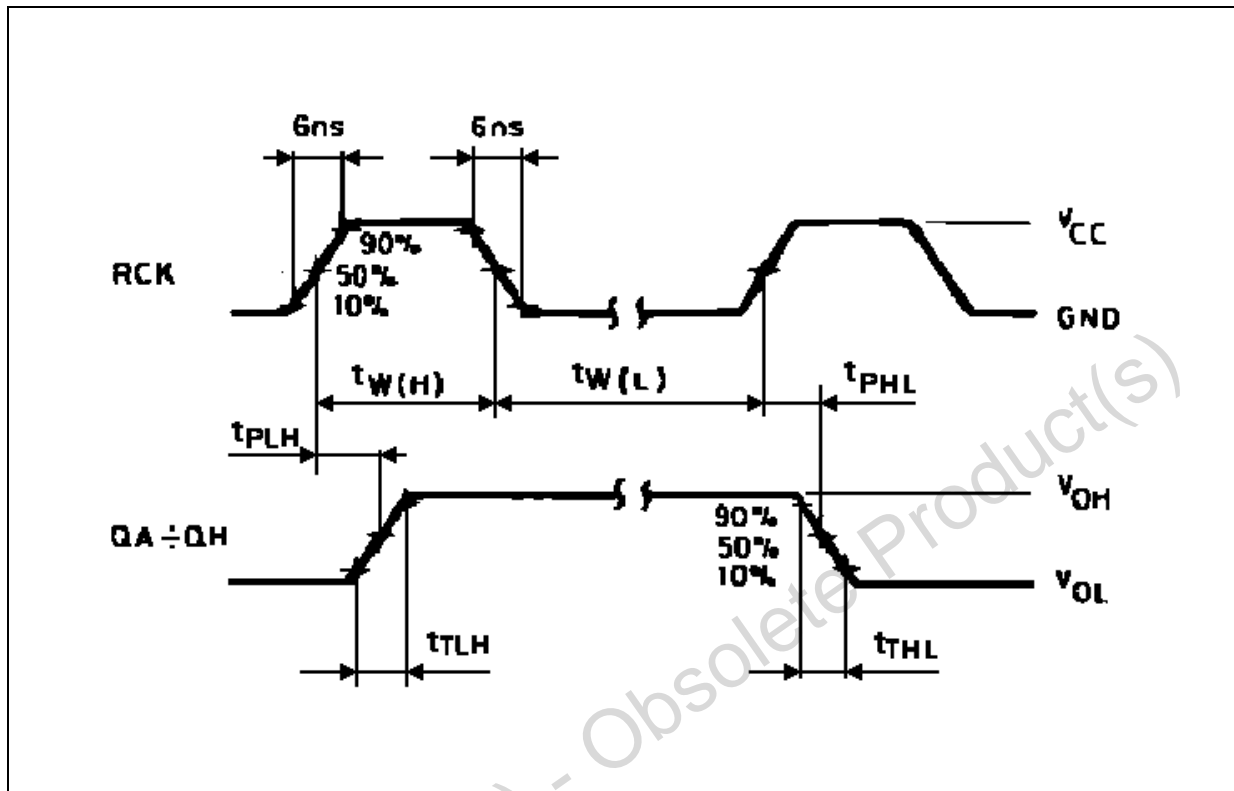 6ns 6ns
VCC
90%
RCK 50%
10%
GND
tW(H) tW(L) tPHL
tPLH
VOH
90%
QA÷QH 50%
10%
VOL
tTLH tTHL
) - Obsolete Product(s)